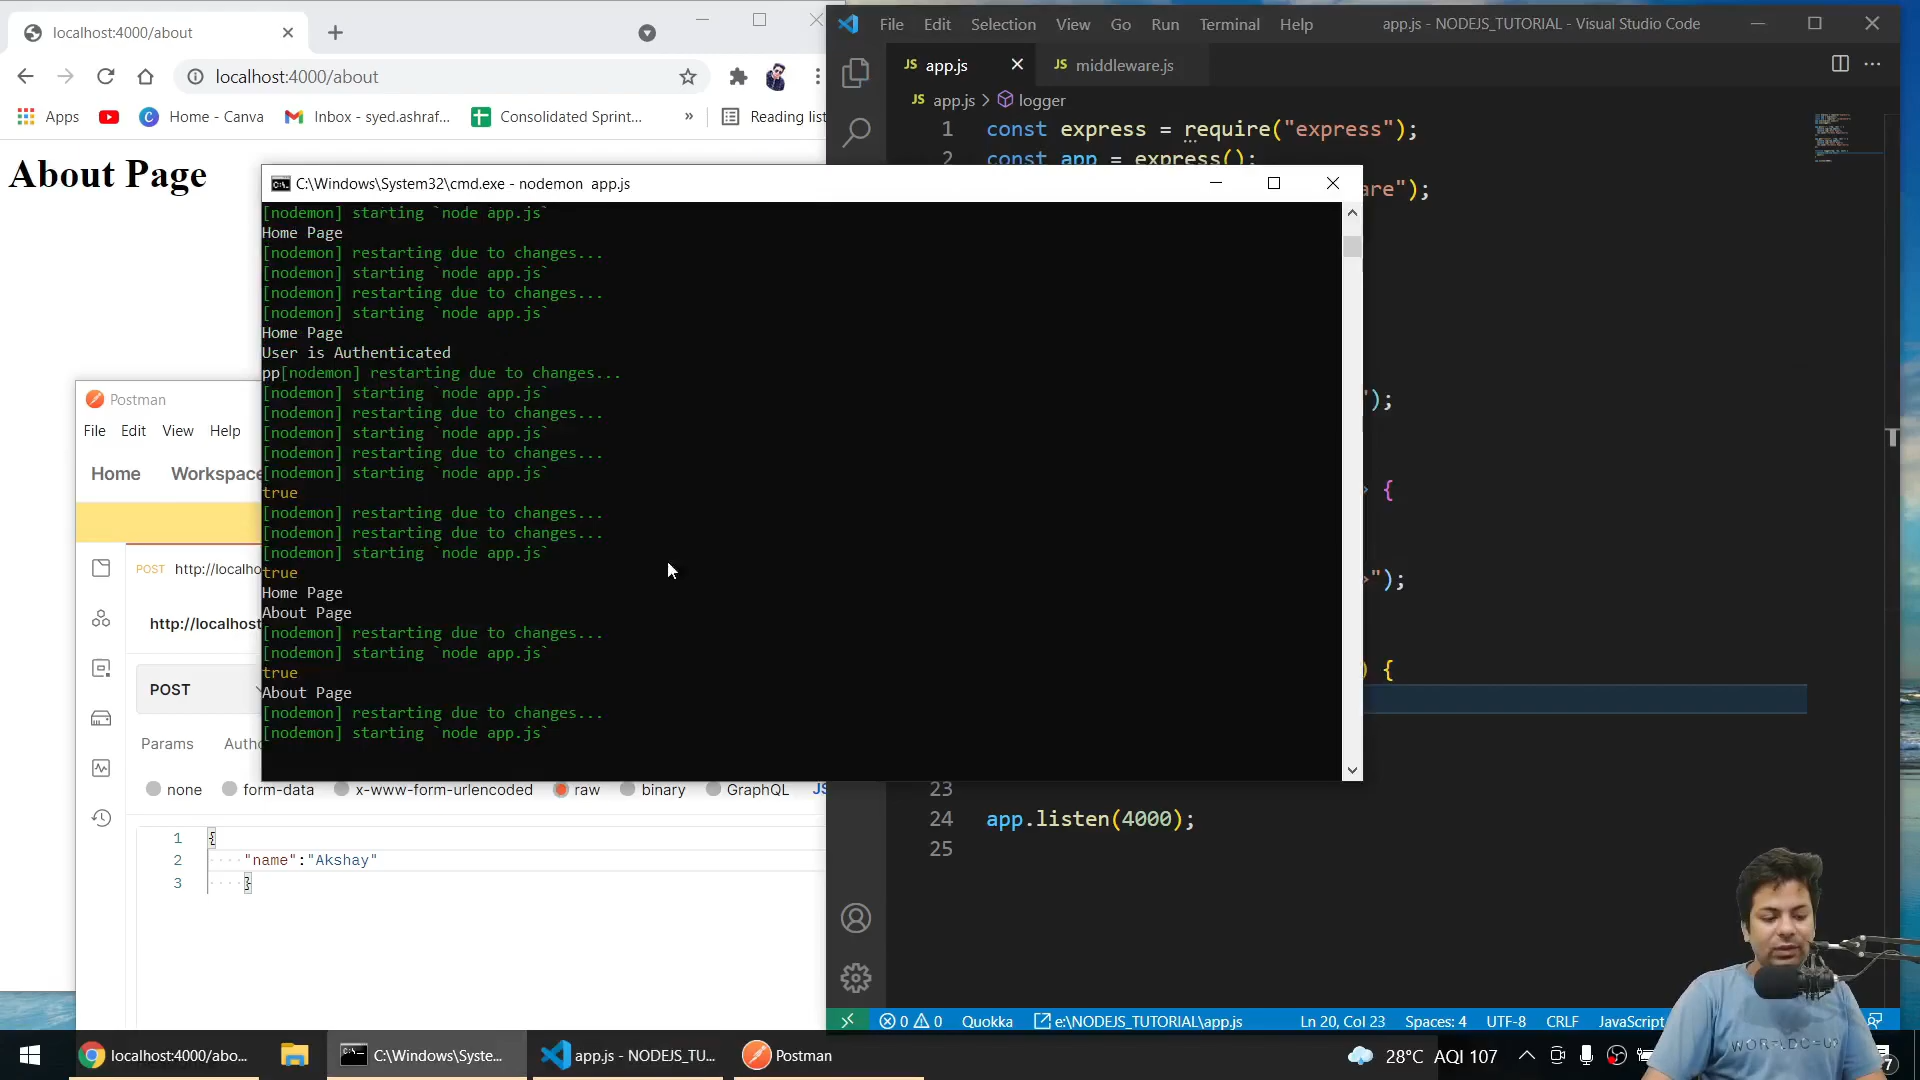 localhost:4000/about
localhost:4000/about
Apps
Home - Canva
Inbox - syed.ashraf...
Consolidated Sprint...
»
Reading list
About Page
File Edit Selection View Go Run Terminal Help
app.js - NODEJS_TUTORIAL - Visual Studio Code
JS app.js
JS middleware.js
JS app.js > logger
1 const express = require("express");
2 const app = express();
are");
");
> {
>");
) {
23
24 app.listen(4000);
25
C:\Windows\System32\cmd.exe - nodemon app.js
[nodemon] starting `node app.js`
Home Page
[nodemon] restarting due to changes...
[nodemon] starting `node app.js`
[nodemon] restarting due to changes...
[nodemon] starting `node app.js`
Home Page
User is Authenticated
pp[nodemon] restarting due to changes...
[nodemon] starting `node app.js`
[nodemon] restarting due to changes...
[nodemon] starting `node app.js`
[nodemon] restarting due to changes...
[nodemon] starting `node app.js`
true
[nodemon] restarting due to changes...
[nodemon] restarting due to changes...
[nodemon] starting `node app.js`
true
Home Page
About Page
[nodemon] restarting due to changes...
[nodemon] starting `node app.js`
true
About Page
[nodemon] restarting due to changes...
[nodemon] starting `node app.js`
Postman
File Edit View Help
Home Workspace
POST http://localho
http://localhost
POST
Params Autho
none form-data x-www-form-urlencoded raw binary GraphQL JS
1 {
2 "name":"Akshay"
3 }
0 0 Quokka e:\NODEJS_TUTORIAL\app.js Ln 20, Col 23 Spaces: 4 UTF-8 CRLF JavaScript
localhost:4000/abo...
C:\Windows\Syste...
app.js - NODEJS_TU...
Postman
28°C AQI 107
7